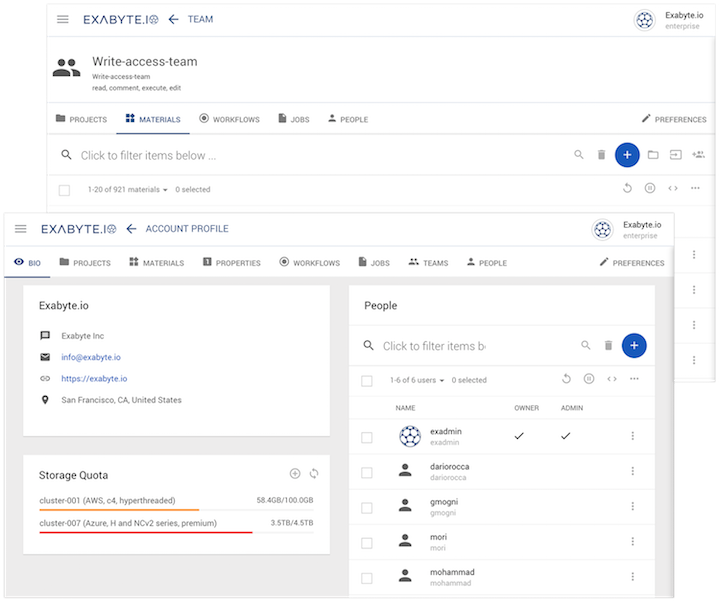 EXABYTE.IO TEAM
Exabyte.io
enterprise
Write-access-team
Write-access-team
read, comment, execute, edit
PROJECTS MATERIALS WORKFLOWS JOBS PEOPLE PREFERENCES
Click to filter items below ...
1-20 of 921 materials 0 selected
EXABYTE.IO ACCOUNT PROFILE
Exabyte.io
enterprise
BIO PROJECTS MATERIALS PROPERTIES WORKFLOWS JOBS TEAMS PEOPLE PREFERENCES
Exabyte.io
Exabyte Inc
info@exabyte.io
https://exabyte.io
San Francisco, CA, United States
Storage Quota
cluster-001 (AWS, c4, hyperthreaded) 58.4GB/100.0GB
cluster-007 (Azure, H and NCv2 series, premium) 3.5TB/4.5TB
People
Click to filter items b
1-6 of 6 users 0 selected
NAME OWNER ADMIN
exadmin
exadmin
dariorocca
dariorocca
gmogni
gmogni
mori
mori
mohammad
mohammad